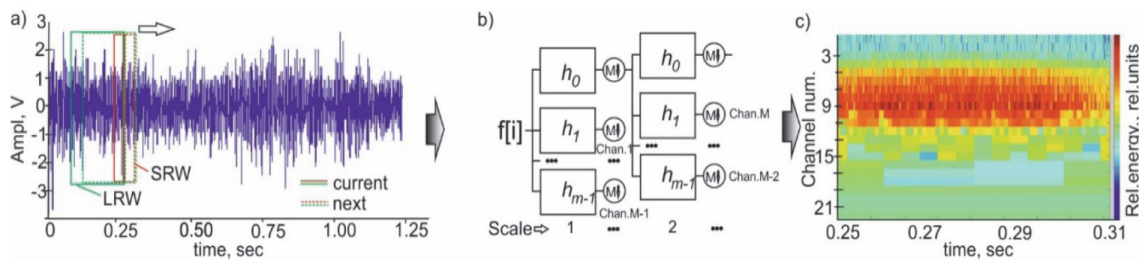 a)
Ampl, V
3
2
1
0
-1
-2
-3
SRW
LRW
current
next
0 0.25 0.50 0.75 1.00 1.25
time, sec
b)
f[i]
h0 M
h0 M
h1 M
Chan.1
h1 M Chan.M
•••
hm-1 M
Chan.M-1
hm-1 M Chan.M-2
Scale 1 ••• 2 •••
c)
Channel num.
3
9
15
21
0.25 0.27 0.29 0.31
time, sec
Rel.energy., rel.units